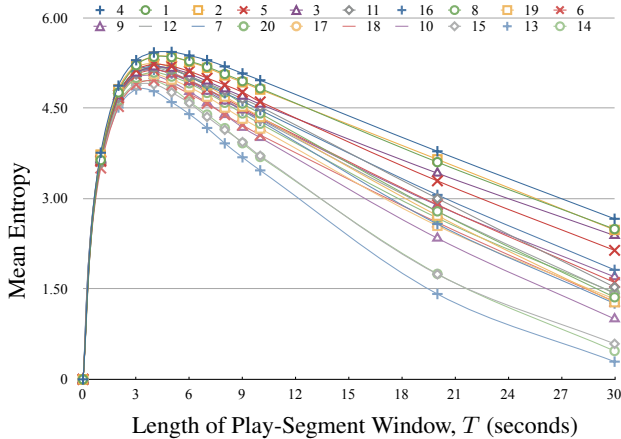 6.00
4 1 2 5 3 11 16 8 19 6
9 12 7 20 17 18 10 15 13 14
4.50
3.00
1.50
0
0 3 6 9 12 15 18 21 24 27 30
Mean Entropy
Length of Play-Segment Window, T (seconds)